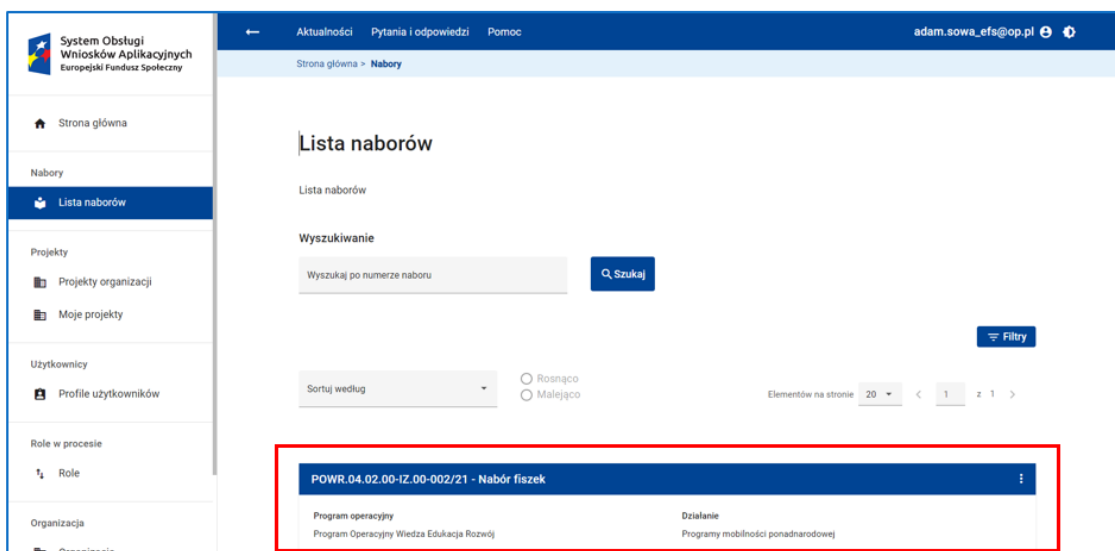 System Obsługi
Wniosków Aplikacyjnych
Europejski Fundusz Społeczny
Aktualności Pytania i odpowiedzi Pomoc
adam.sowa_efs@op.pl
Strona główna > Nabory
Strona główna
Nabory
Lista naborów
Projekty
Projekty organizacji
Moje projekty
Użytkownicy
Profile użytkowników
Role w procesie
Role
Organizacja
Lista naborów
Lista naborów
Wyszukiwanie
Wyszukaj po numerze naboru
Szukaj
Filtry
Sortuj według
Rosnąco
Malejąco
Elementów na stronie 20 < 1 z 1 >
POWR.04.02.00-IZ.00-002/21 - Nabór fiszek
Program operacyjny
Program Operacyjny Wiedza Edukacja Rozwój
Działanie
Programy mobilności ponadnarodowej